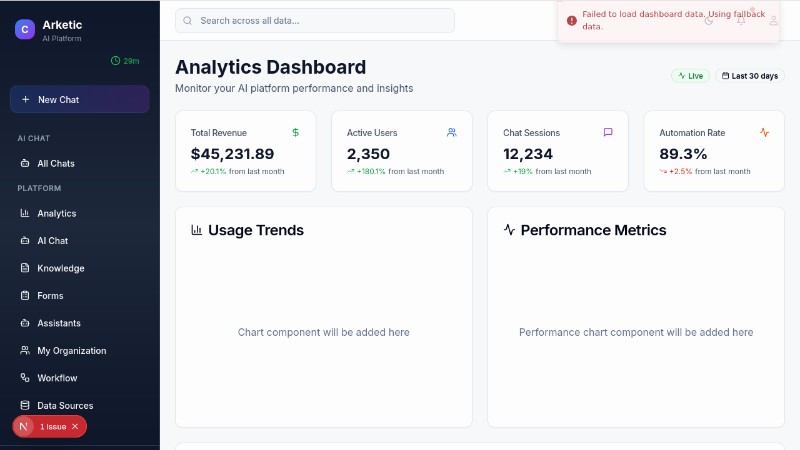 C
Arketic
AI Platform
29m
New Chat
AI CHAT
All Chats
PLATFORM
Analytics
AI Chat
Knowledge
Forms
Assistants
My Organization
Workflow
Data Sources
N
1 Issue
Search across all data...
Failed to load dashboard data. Using fallback
data.
Analytics Dashboard
Monitor your AI platform performance and insights
Live
Last 30 days
Total Revenue
$45,231.89
+20.1% from last month
Active Users
2,350
+180.1% from last month
Chat Sessions
12,234
+19% from last month
Automation Rate
89.3%
+2.5% from last month
Usage Trends
Chart component will be added here
Performance Metrics
Performance chart component will be added here